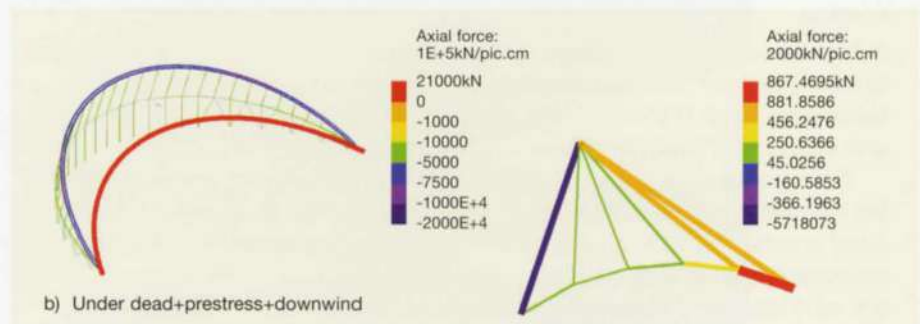 Axial force:
1E+5kN/pic.cm
21000kN
0
-1000
-10000
-5000
-7500
-1000E+4
-2000E+4
Axial force:
2000kN/pic.cm
867.4695kN
881.8586
456.2476
250.6366
45.0256
-160.5853
-366.1963
-5718073
b) Under dead+prestress+downwind